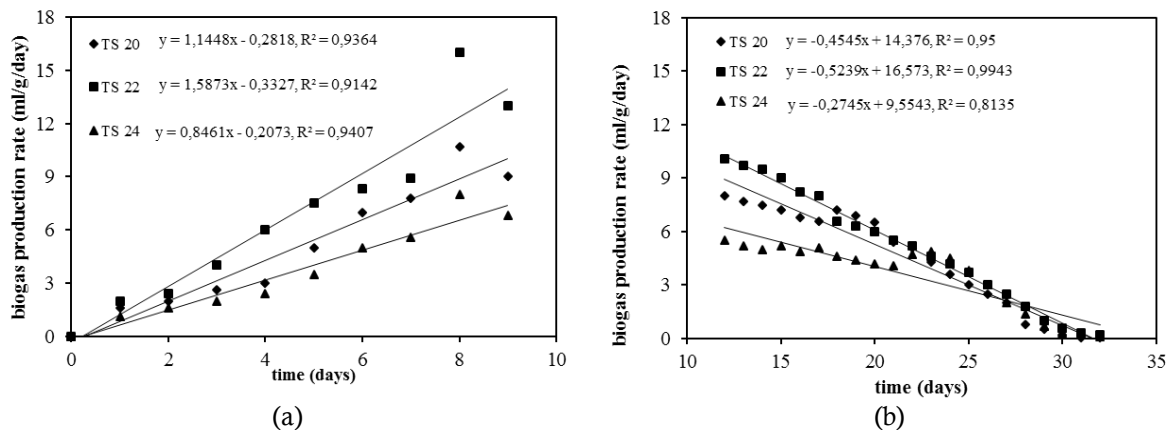 biogas production rate (ml/g/day)
18
15
12
9
6
3
0
TS 20 y = 1,1448x - 0,2818, R² = 0,9364
TS 22 y = 1,5873x - 0,3327, R² = 0,9142
TS 24 y = 0,8461x - 0,2073, R² = 0,9407
0 2 4 6 8 10
time (days)
(a)
biogas production rate (ml/g/day)
18
15
12
9
6
3
0
TS 20 y = -0,4545x + 14,376, R² = 0,95
TS 22 y = -0,5239x + 16,573, R² = 0,9943
TS 24 y = -0,2745x + 9,5543, R² = 0,8135
10 15 20 25 30 35
time (days)
(b)